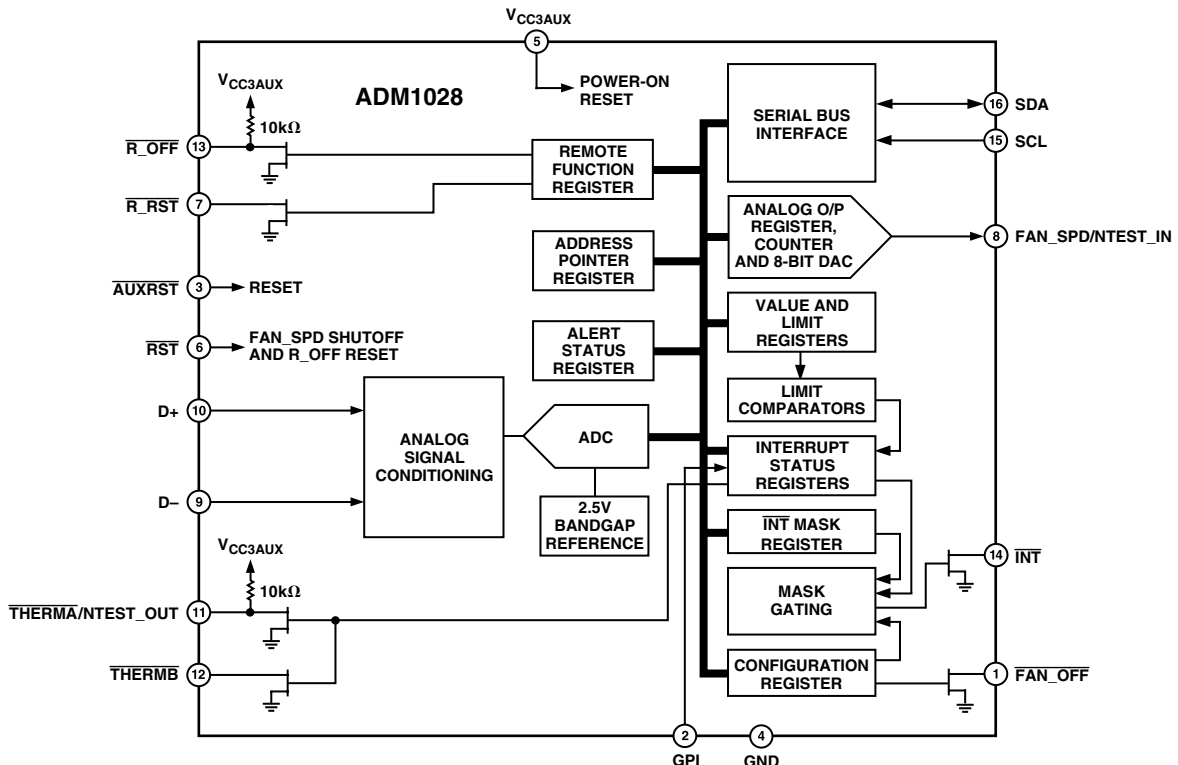 V CC3AUX
5
V CC3AUX
ADM1028
POWER-ON
RESET
10kΩ
R_OFF
13
R_RST
7
REMOTE
FUNCTION
REGISTER
SERIAL BUS
INTERFACE
16
SDA
15
SCL
ADDRESS
POINTER
REGISTER
ANALOG O/P
REGISTER,
COUNTER
AND 8-BIT DAC
8
FAN_SPD/NTEST_IN
AUXRST
3
RESET
RST
6
FAN_SPD SHUTOFF
AND R_OFF RESET
ALERT
STATUS
REGISTER
VALUE AND
LIMIT
REGISTERS
LIMIT
COMPARATORS
D+
10
D–
9
ANALOG
SIGNAL
CONDITIONING
ADC
2.5V
BANDGAP
REFERENCE
INTERRUPT
STATUS
REGISTERS
INT MASK
REGISTER
MASK
GATING
14
INT
V CC3AUX
10kΩ
THERMA/NTEST_OUT
11
THERMB
12
CONFIGURATION
REGISTER
1
FAN_OFF
2
GPI
4
GND